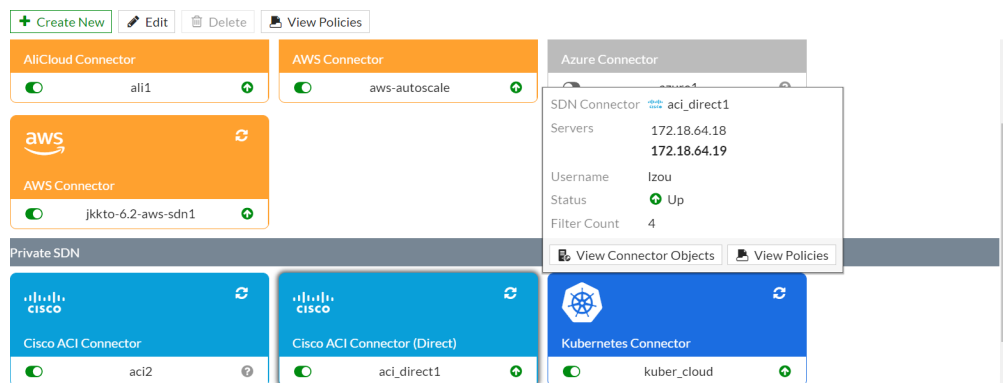 Create New Edit Delete View Policies
AliCloud Connector AWS Connector Azure Connector
ali1 aws-autoscale azure1
SDN Connector aci_direct1
Servers 172.18.64.18
172.18.64.19
Username lzou
Status Up
Filter Count 4
View Connector Objects View Policies
aws
AWS Connector
jkkto-6.2-aws-sdn1
Private SDN
CISCO CISCO
Cisco ACI Connector Cisco ACI Connector (Direct) Kubernetes Connector
aci2 aci_direct1 kuber_cloud